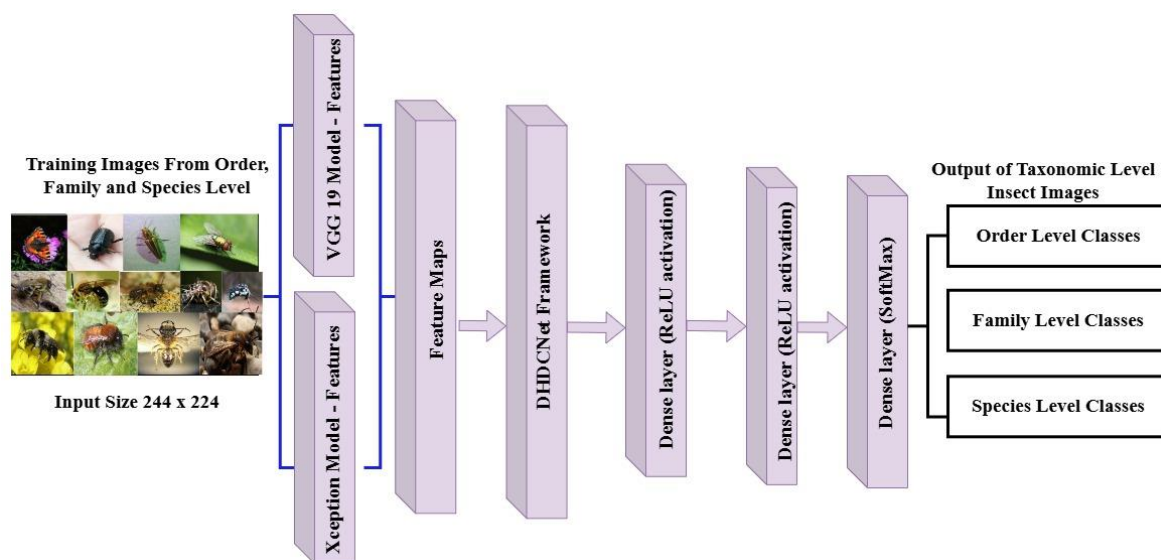 Training Images From Order,
Family and Species Level
Input Size 244 x 224
VGG 19 Model - Features
Xception Model - Features
Feature Maps
DHDCNet Framework
Dense layer (ReLU activation)
Dense layer (ReLU activation)
Dense layer (SoftMax)
Output of Taxonomic Level
Insect Images
Order Level Classes
Family Level Classes
Species Level Classes